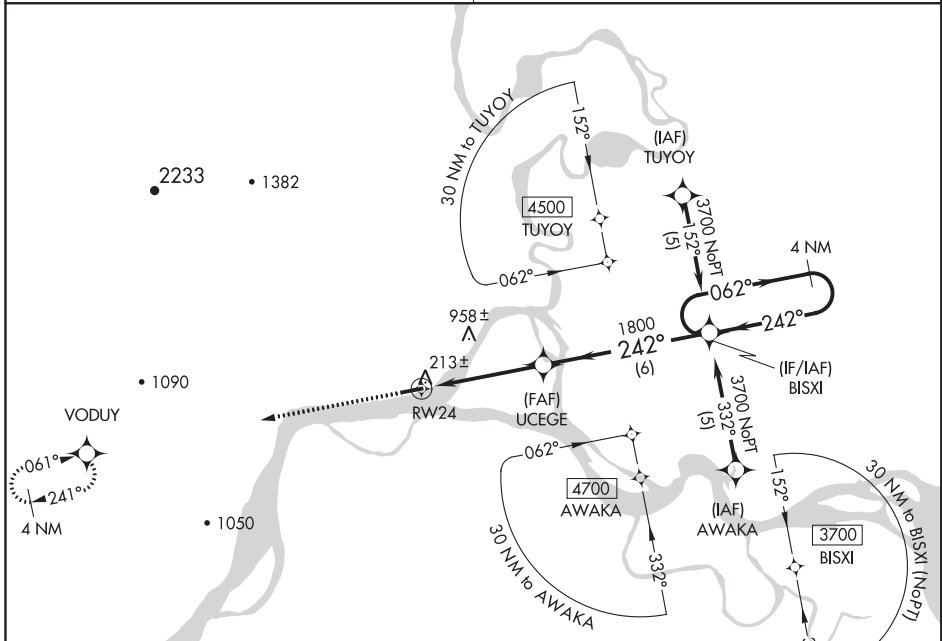 30 NM to TUYOY
152°
4500
TUYOY
062°
(IAF)
TUYOY
3700 NoPT
152°
(5)
4 NM
062°
242°
2233
1382
958±
213±
1800
242°
(6)
(IF/IAF)
BISXI
1090
RW24
(FAF)
UCEGE
VODUY
061°
241°
4 NM
1050
062°
4700
AWAKA
332°
30 NM to AWAKA
3700 NoPT
332°
(5)
(IAF)
AWAKA
152°
3700
BISXI
30 NM to BISXI (NoPT)